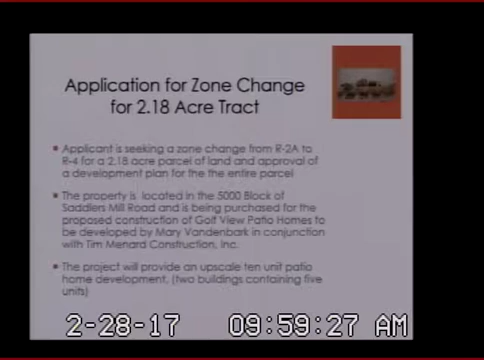 Application for Zone Change
for 2.18 Acre Tract
Applicant is seeking a zone change from R-2A to
R-4 for a 2.18 acre parcel of land and approval of
a development plan for the the entire parcel
The property is located in the 5000 Block of
Saddlers Mill Road and is being purchased for the
proposed construction of Golf View Patio Homes to
be developed by Mary Vandenbark in conjunction
with Tim Menard Construction, Inc.
The project will provide an upscale ten unit patio
home development, (two buildings containing five
units)
2-28-17 09:59:27 AM